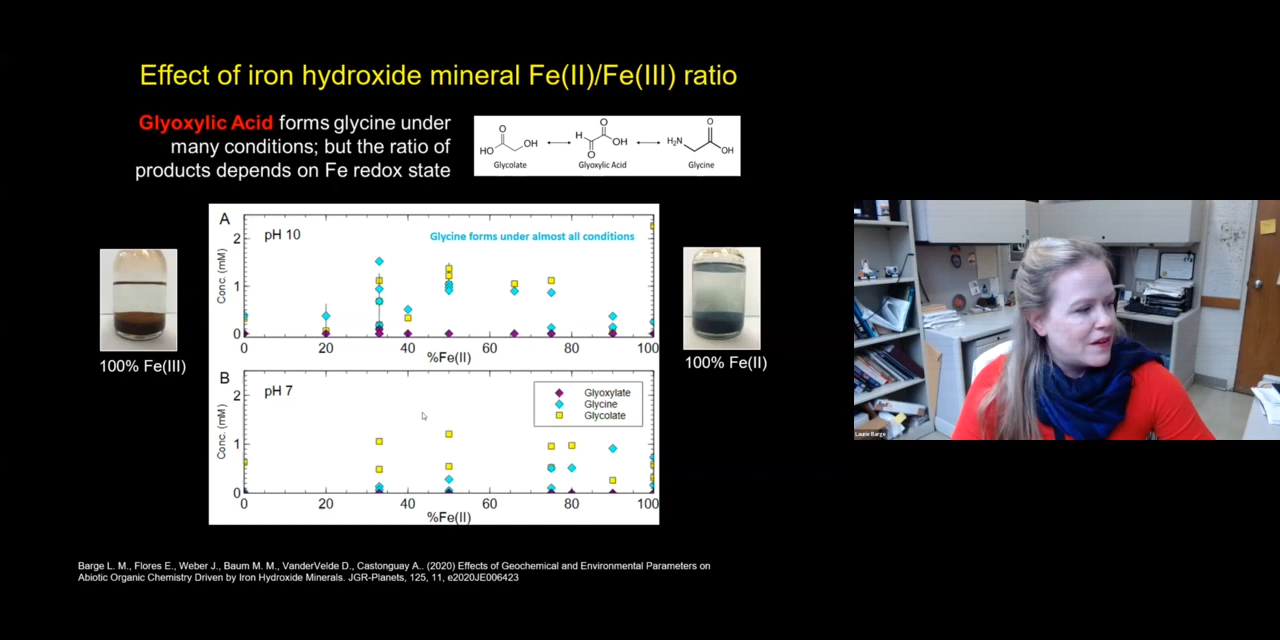 Effect of iron hydroxide mineral Fe(II)/Fe(III) ratio
Glyoxylic Acid forms glycine under
many conditions; but the ratio of
products depends on Fe redox state
O
HO
OH
Glycolate
H
O
OH
O
Glyoxylic Acid
H₂N
O
OH
Glycine
A
pH 10
Glycine forms under almost all conditions
Conc. (mM)
2
1
0
0 20 40 60 80 100
%Fe(II)
100% Fe(III)
100% Fe(II)
B
pH 7
Glyoxylate
Glycine
Glycolate
Conc. (mM)
2
1
0
0 20 40 60 80 100
%Fe(II)
Laurie Barge
Barge L. M., Flores E., Weber J., Baum M. M., VanderVelde D., Castonguay A.. (2020) Effects of Geochemical and Environmental Parameters on
Abiotic Organic Chemistry Driven by Iron Hydroxide Minerals. JGR-Planets, 125, 11, e2020JE006423